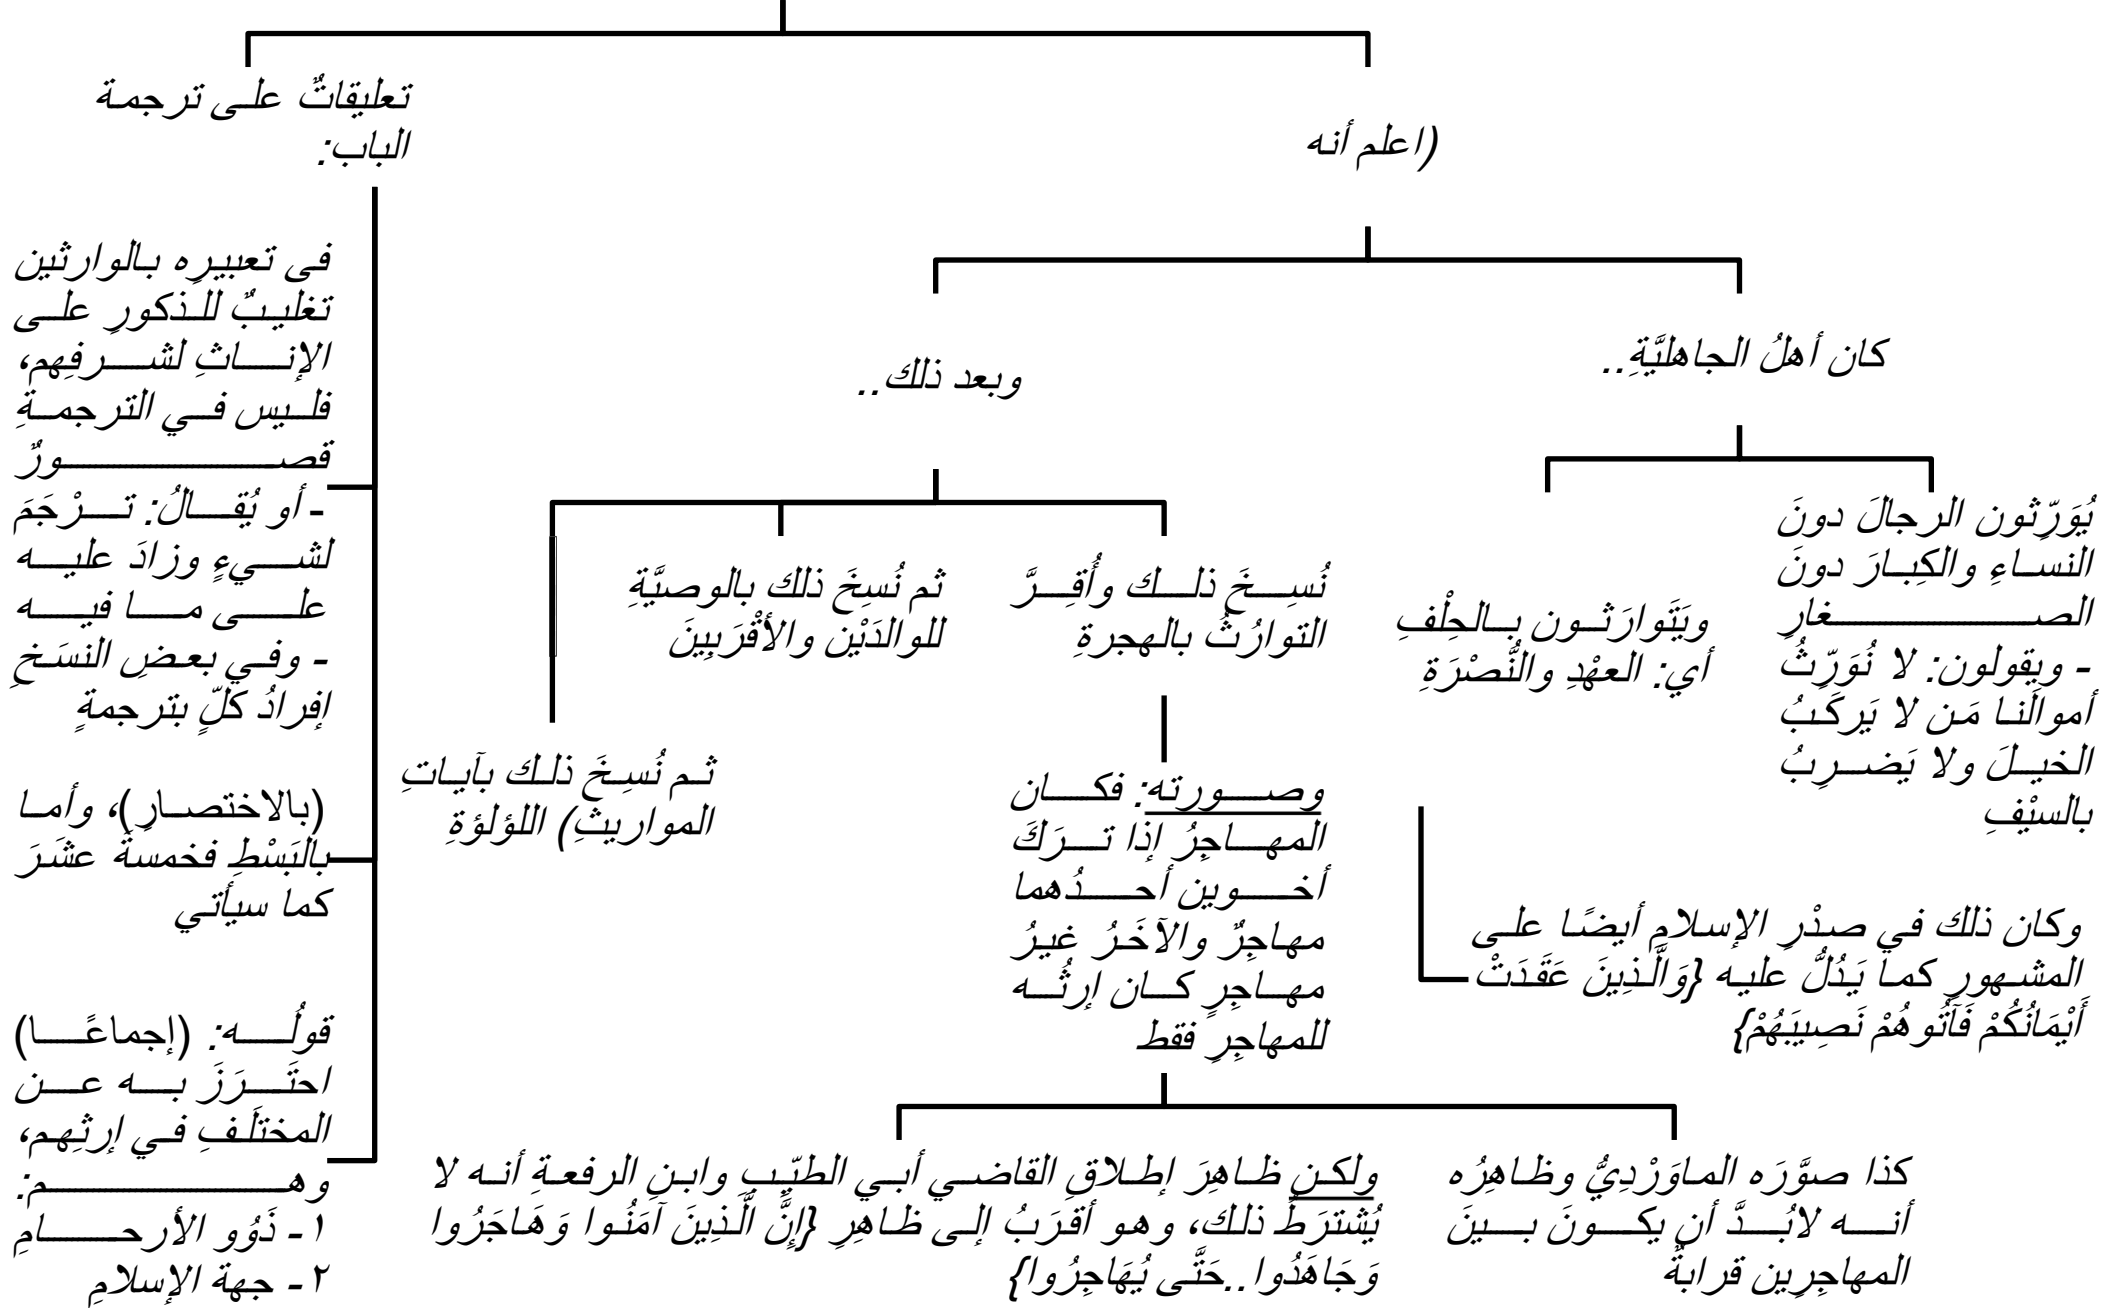 (اعلم أنه
كان أهلُ الجاهليَّةِ..
يُوَرِّثون الرجالَ دونَ
النساءِ والكِبارَ دونَ
الصغارِ
- ويقولون: لا نُوَرِّثُ
أموالَنا مَن لا يَركَبُ
الخيلَ ولا يَضرِبُ
بالسيْفِ
ويَتَوارَثون بالحِلْفِ
أي: العهْدِ والنُّصْرَةِ
وكان ذلك في صدْرِ الإسلامِ أيضًا على
المشهورِ كما يَدُلُّ عليه {وَالَّذِينَ عَقَدَتْ
أَيْمَانُكُمْ فَآتُوهُمْ نَصِيبَهُمْ}
وبعد ذلك..
نُسِخَ ذلك وأُقِرَّ
التوارُثُ بالهجرةِ
وصورته: فكان
المهاجِرُ إذا ترَكَ
أخوين أحدُهما
مهاجِرٌ والآخَرُ غيرُ
مهاجِرٍ كان إرثُه
للمهاجِرِ فقط
كذا صوَّرَه الماوَرْدِيُّ وظاهِرُه
أنه لابُدَّ أن يكونَ بينَ
المهاجِرِين قرابةٌ
ولكن ظاهِرَ إطلاقِ القاضي أبي الطيِّبِ وابنِ الرفعةِ أنه لا
يُشترَطُ ذلك، وهو أقرَبُ إلى ظاهِرِ {إِنَّ الَّذِينَ آمَنُوا وَهَاجَرُوا
وَجَاهَدُوا..حَتَّى يُهَاجِرُوا}
ثم نُسِخَ ذلك بالوصيَّةِ
للوالدَيْن والأقْرَبِينَ
ثم نُسِخَ ذلك بآياتِ
المواريثِ) اللؤلؤةِ
تعليقاتٌ على ترجمة
الباب:
فى تعبيرِه بالوارثين
تغليبٌ للذكورِ على
الإناثِ لشرفِهم،
فليس في الترجمةِ
قصورٌ
- أو يُقالُ: ترْجَمَ
لشيءٍ وزادَ عليه
على ما فيه
- وفي بعضِ النسَخِ
إفرادُ كلٍّ بترجمةٍ
(بالاختصارِ)، وأما
بالبَسْطِ فخمسةَ عشَرَ
كما سيأتي
قولُه: (إجماعًا)
احتَرَزَ به عن
المختلَفِ في إرثِهم،
وهم:
١ - ذَوُو الأرحامِ
٢ - جهة الإسلامِ